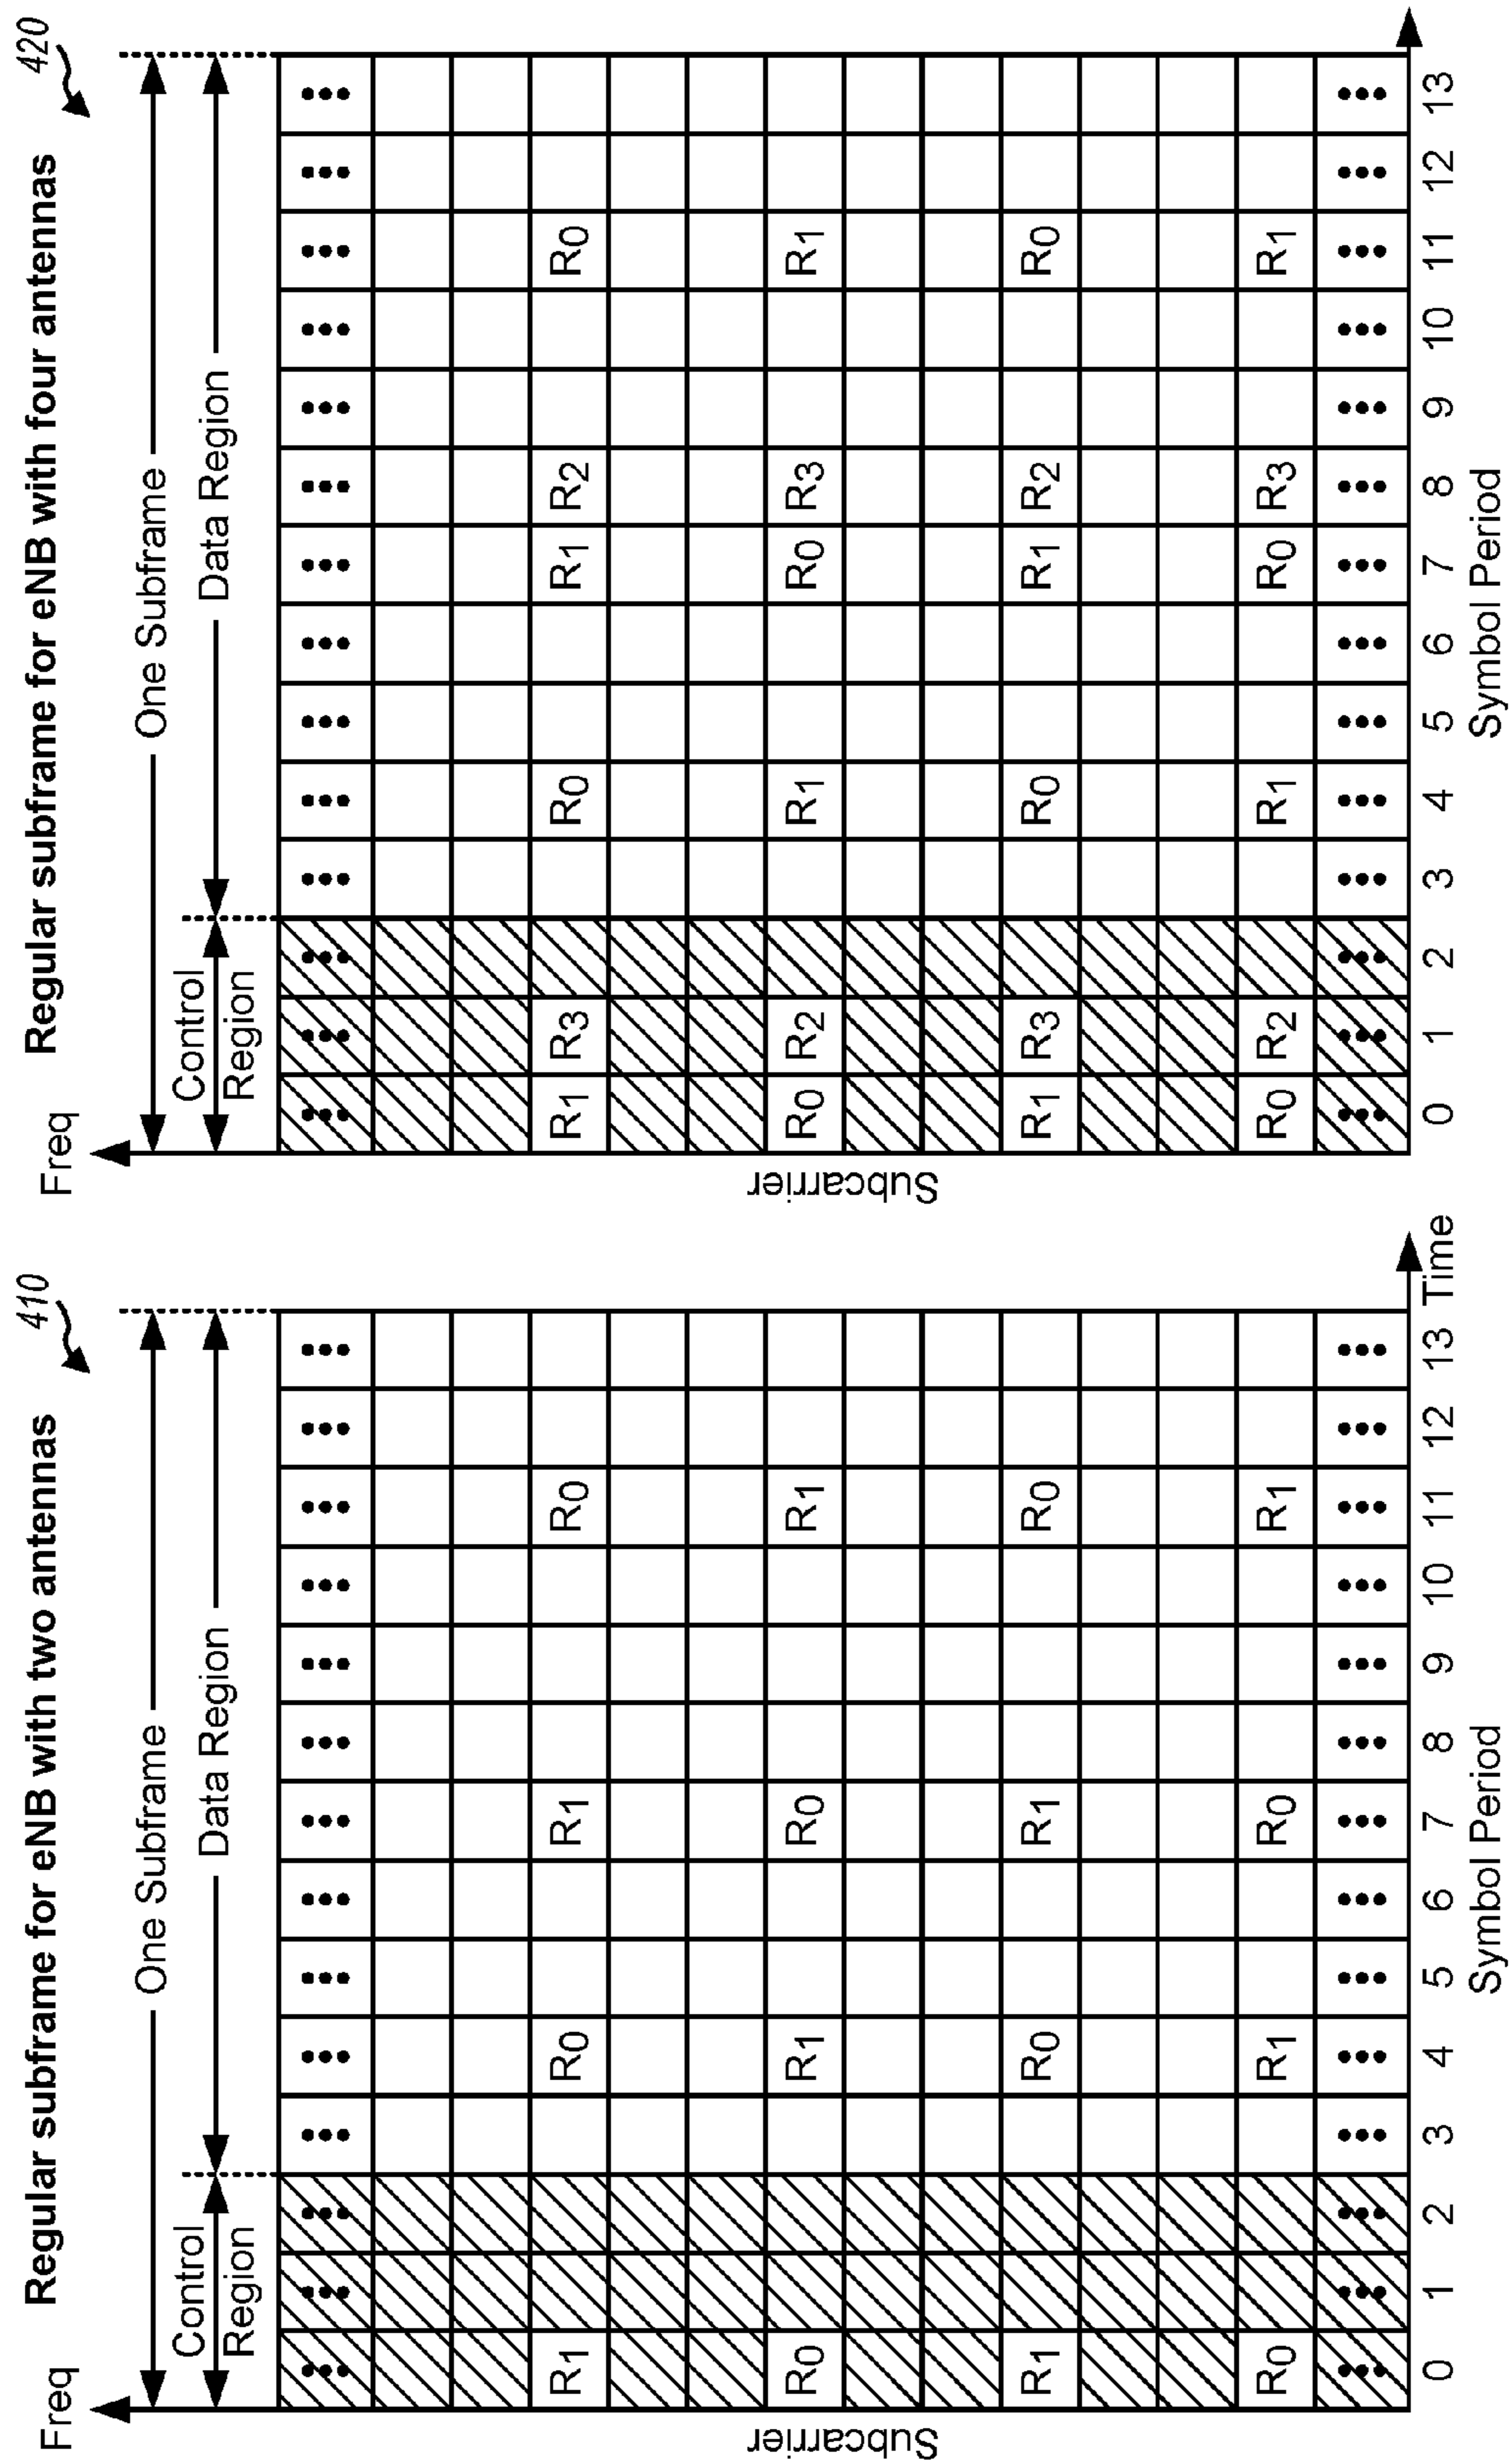 Regular subframe for eNB with two antennas
410
Freq
One Subframe
Control
Region
Data Region
R1 R0 R1 R0
R0 R1 R0 R1
R1 R0 R1 R0
R0 R1 R0 R1
Subcarrier
0 1 2 3 4 5 6 7 8 9 10 11 12 13 Time
Symbol Period
Regular subframe for eNB with four antennas
420
Freq
One Subframe
Control
Region
Data Region
R1 R3 R0 R1 R2 R0
R0 R2 R1 R0 R3 R1
R1 R3 R0 R1 R2 R0
R0 R2 R1 R0 R3 R1
Subcarrier
0 1 2 3 4 5 6 7 8 9 10 11 12 13
Symbol Period